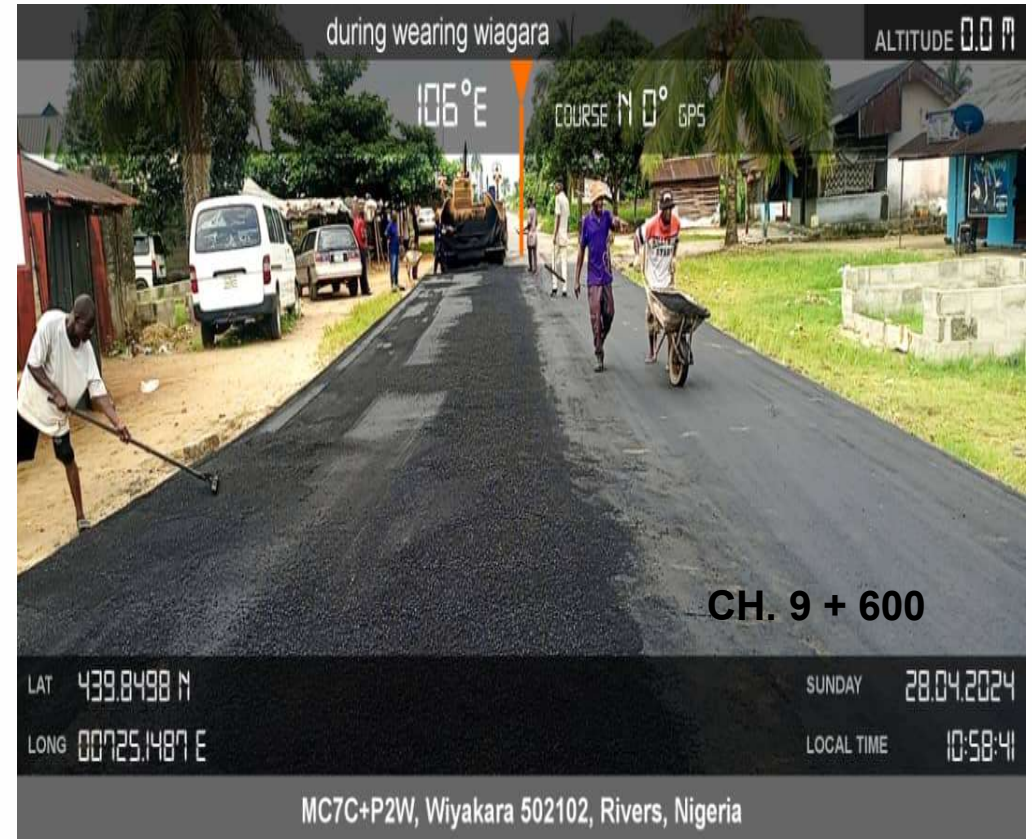 during wearing wiagara
ALTITUDE 0.0 M
106°E
COURSE N 0° GPS
CH. 9 + 600
LAT 439.8498 N
SUNDAY 28.04.2024
LONG 00725.1487 E
LOCAL TIME 10:58:41
MC7C+P2W, Wiyakara 502102, Rivers, Nigeria